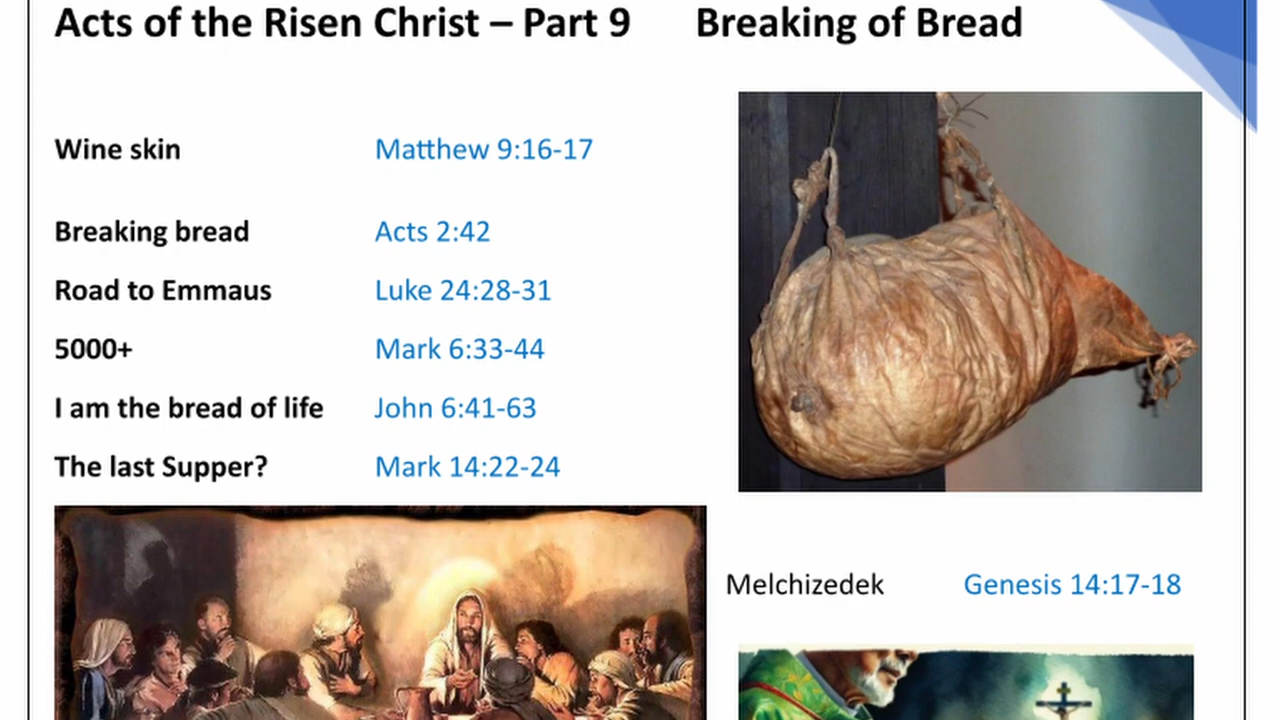 Acts of the Risen Christ – Part 9 Breaking of Bread
Wine skin Matthew 9:16-17
Breaking bread Acts 2:42
Road to Emmaus Luke 24:28-31
5000+ Mark 6:33-44
I am the bread of life John 6:41-63
The last Supper? Mark 14:22-24
Melchizedek Genesis 14:17-18